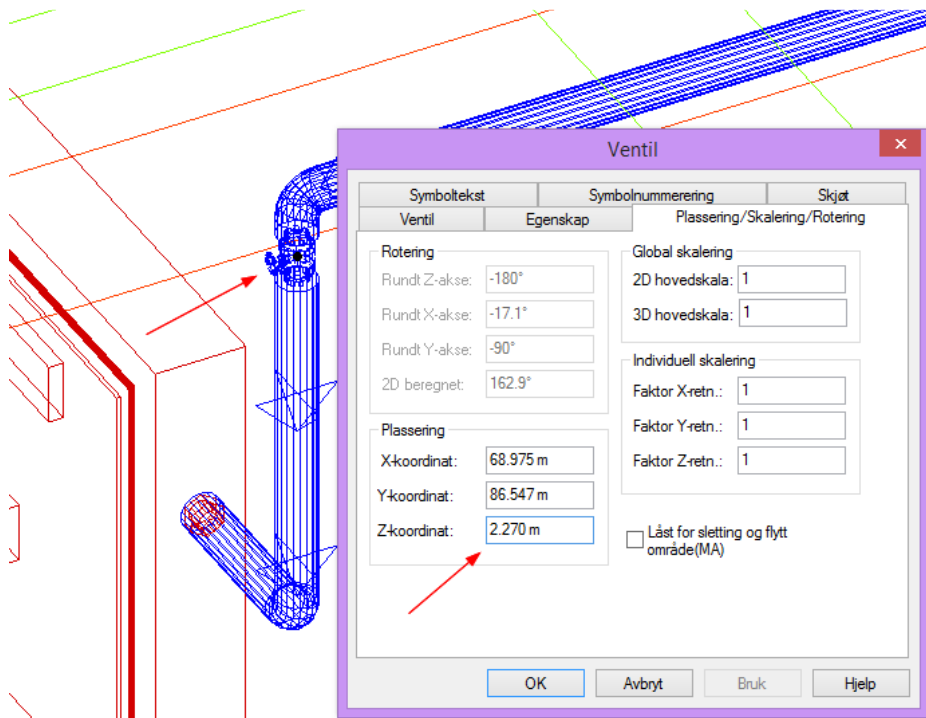 Ventil
Symboltekst Symbolnummerering Skjøt
Ventil Egenskap Plassering/Skalering/Rotering
Rotering
Rundt Z-akse: -180°
Rundt X-akse: -17.1°
Rundt Y-akse: -90°
2D beregnet: 162.9°
Plassering
X-koordinat: 68.975 m
Y-koordinat: 86.547 m
Z-koordinat: 2.270 m
Global skalering
2D hovedskala: 1
3D hovedskala: 1
Individuell skalering
Faktor X-retn.: 1
Faktor Y-retn.: 1
Faktor Z-retn.: 1
Låst for sletting og flytt
område(MA)
OK Avbryt Bruk Hjelp